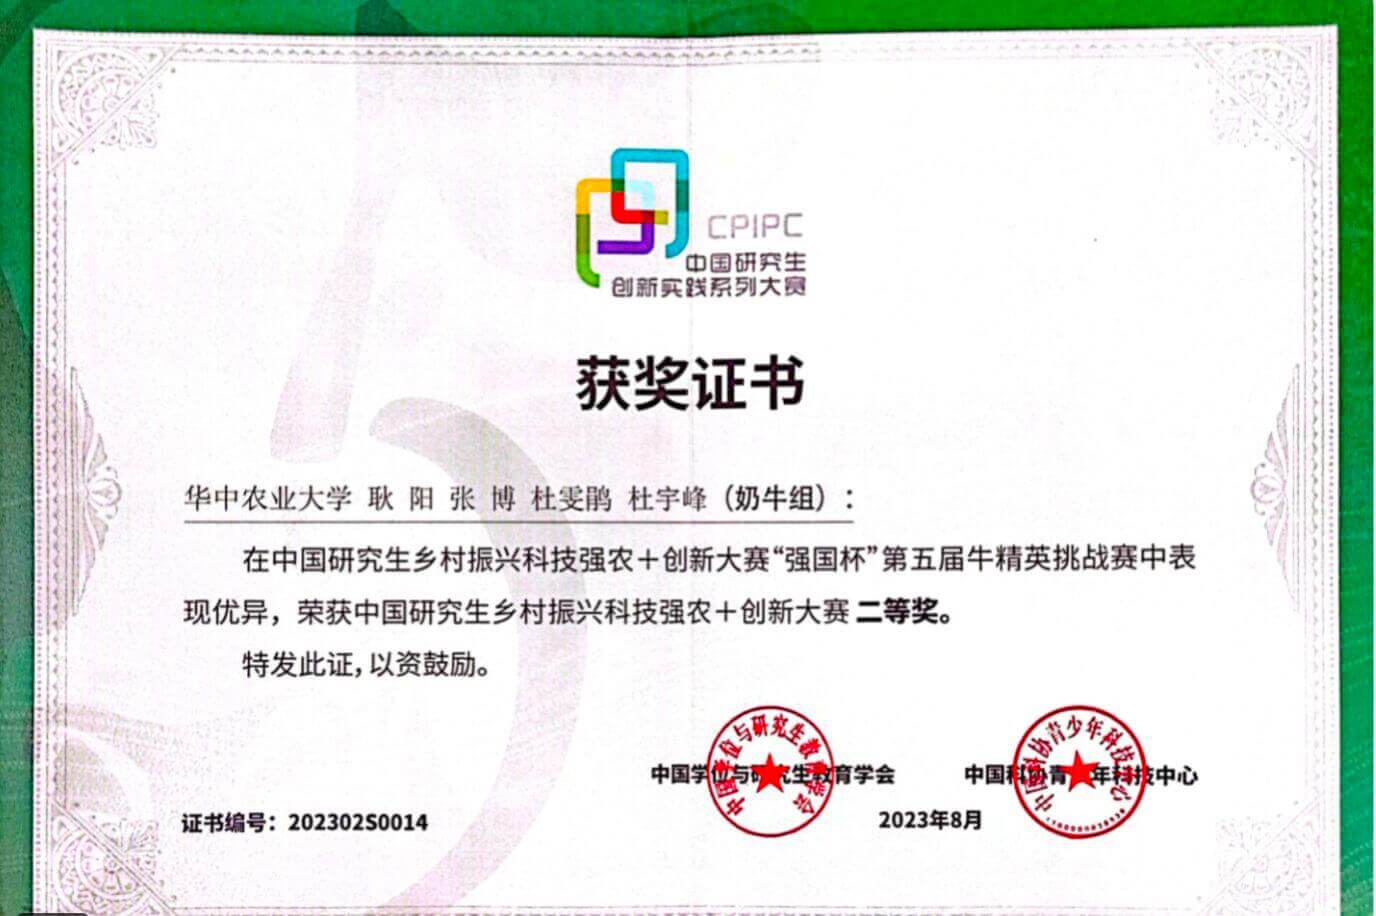 CPIPC
中国研究生
创新实践系列大赛
获奖证书
华中农业大学 耿 阳 张 博 杜雯鹃 杜宇峰（奶牛组）：
在中国研究生乡村振兴科技强农＋创新大赛“强国杯”第五届牛精英挑战赛中表
现优异，荣获中国研究生乡村振兴科技强农＋创新大赛 二等奖。
特发此证，以资鼓励。
中国学位与研究生教育学会
中国学位与研究生教育学会
中国科协青少年科技中心
中国科协青少年科技中心
证书编号：202302S0014
2023年8月